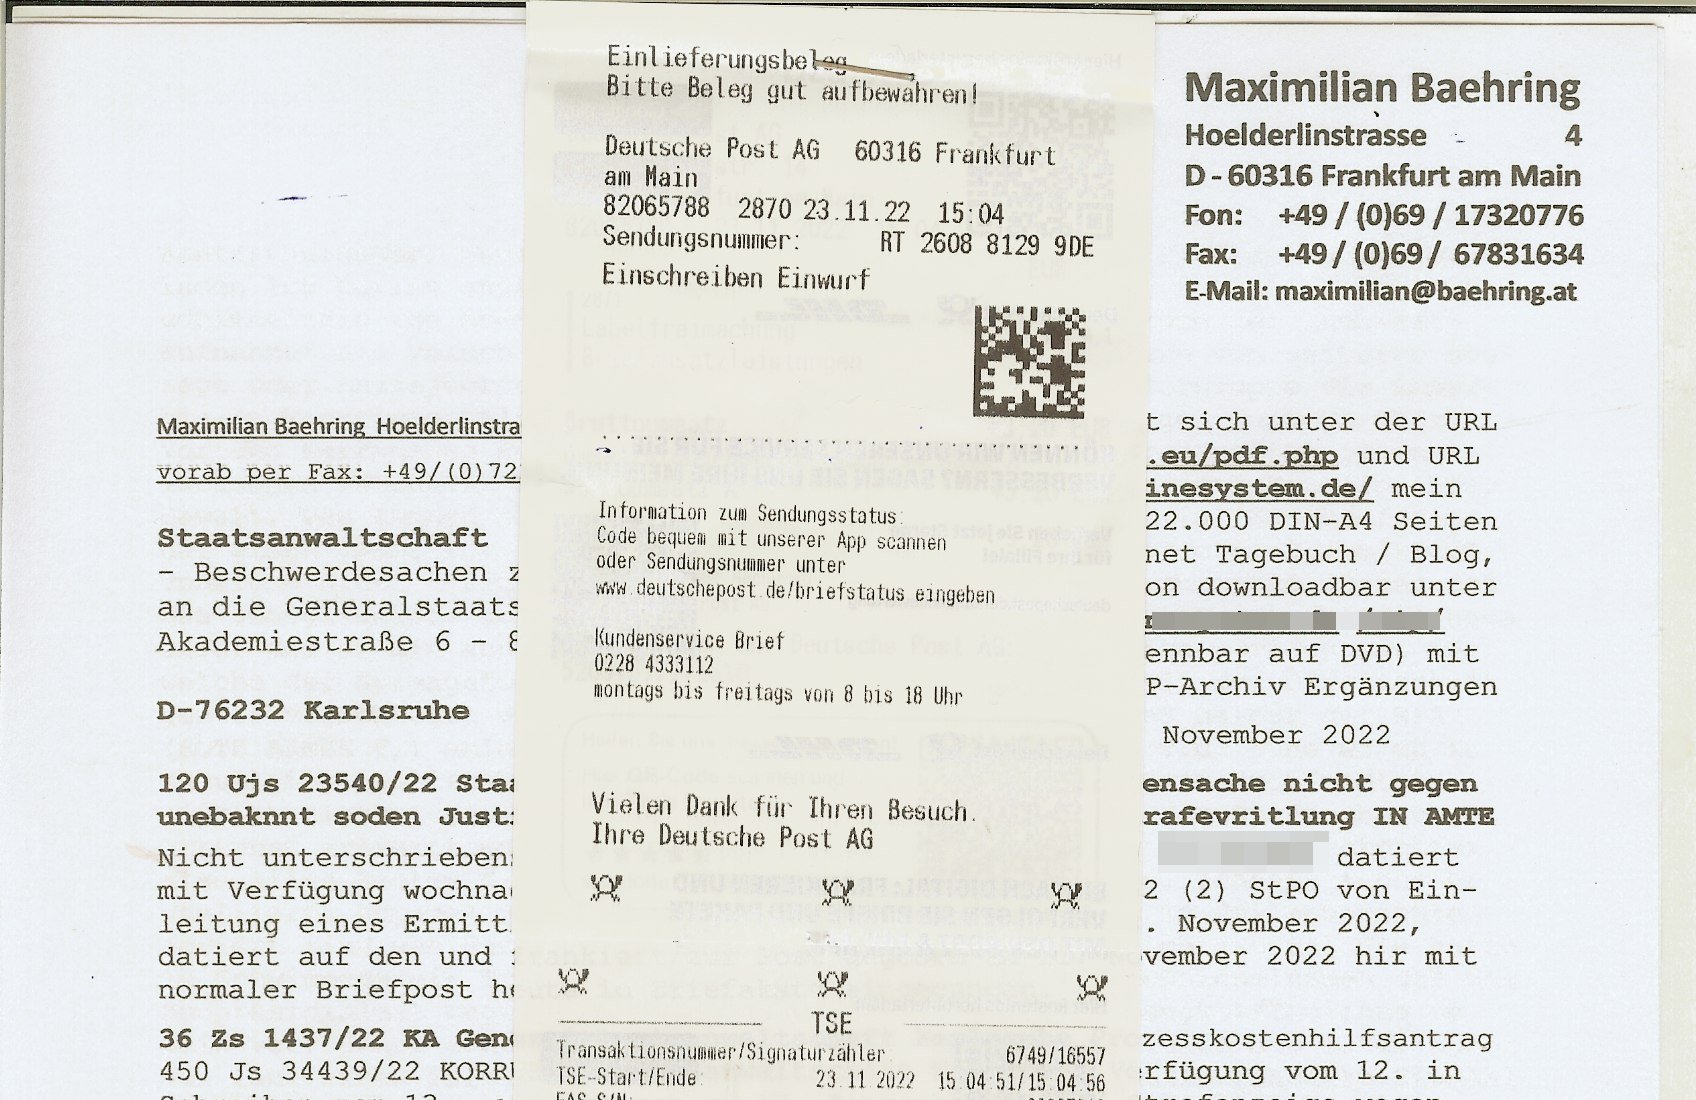 Einlieferungsbeleg
Bitte Beleg gut aufbewahren!
Deutsche Post AG 60316 Frankfurt
am Main
82065788 2870 23.11.22 15:04
Sendungsnummer: RT 2608 8129 9DE
Einschreiben Einwurf
Information zum Sendungsstatus:
Code bequem mit unserer App scannen
oder Sendungsnummer unter
www.deutschepost.de/briefstatus eingeben
Kundenservice Brief
0228 4333112
montags bis freitags von 8 bis 18 Uhr
Vielen Dank für Ihren Besuch.
Ihre Deutsche Post AG
TSE
Transaktionsnummer/Signaturzähler: 6749/16557
TSE-Start/Ende: 23.11.2022 15:04:51/15:04:56
Maximilian Baehring
Hoelderlinstrasse 4
D - 60316 Frankfurt am Main
Fon: +49 / (0)69 / 17320776
Fax: +49 / (0)69 / 67831634
E-Mail: maximilian@baehring.at
Maximilian Baehring Hoelderlinstra
vorab per Fax: +49/(0)72
Staatsanwaltschaft
- Beschwerdesachen z
an die Generalstaats
Akademiestraße 6 - 8
D-76232 Karlsruhe
120 Ujs 23540/22 Staa
unebaknnt soden Justi
Nicht unterschrieben
mit Verfügung wochna
leitung eines Ermitt
datiert auf den und
normaler Briefpost he
36 Zs 1437/22 KA Gene
450 Js 34439/22 KORRU
t sich unter der URL
.eu/pdf.php und URL
inesystem.de/ mein
22.000 DIN-A4 Seiten
net Tagebuch / Blog,
on downloadbar unter
ennbar auf DVD) mit
P-Archiv Ergänzungen
November 2022
ensache nicht gegen
rafevritlung IN AMTE
datiert
2 (2) StPO von Ein-
. November 2022,
vember 2022 hir mit
zesskostenhilfsantrag
rfügung vom 12. in